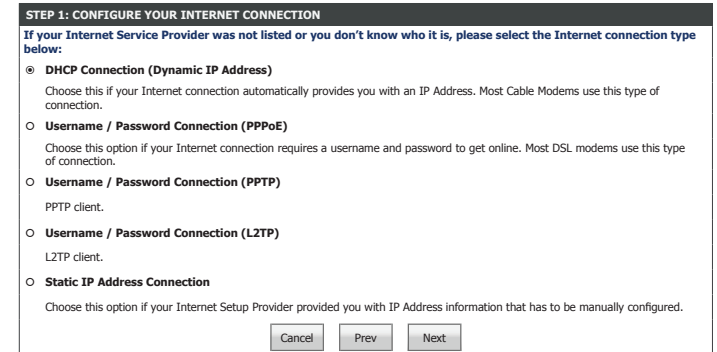 STEP 1: CONFIGURE YOUR INTERNET CONNECTION
If your Internet Service Provider was not listed or you don't know who it is, please select the Internet connection type
below:
DHCP Connection (Dynamic IP Address)
Choose this if your Internet connection automatically provides you with an IP Address. Most Cable Modems use this type of
connection.
Username / Password Connection (PPPoE)
Choose this option if your Internet connection requires a username and password to get online. Most DSL modems use this type
of connection.
Username / Password Connection (PPTP)
PPTP client.
Username / Password Connection (L2TP)
L2TP client.
Static IP Address Connection
Choose this option if your Internet Setup Provider provided you with IP Address information that has to be manually configured.
Cancel Prev Next